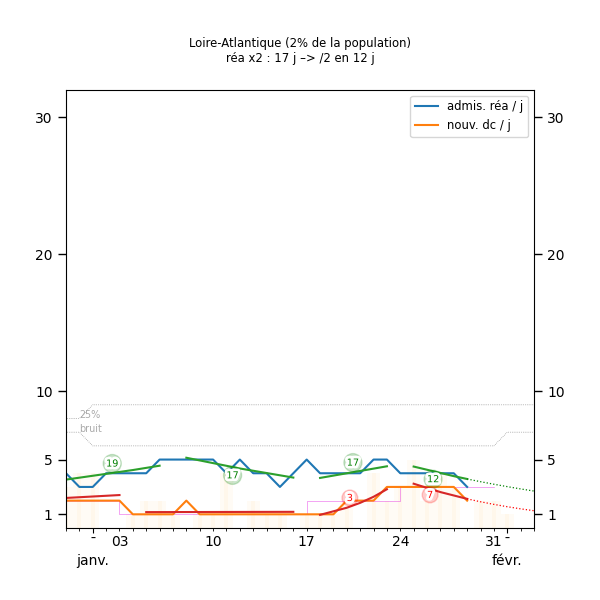 Loire-Atlantique (2% de la population)
réa x2 : 17 j –> /2 en 12 j
admis. réa / j
nouv. dc / j
30 30
20 20
10 10
25%
bruit
19 17 17 12
5 5
3 7
1 1
- 03 10 17 24 31 -
janv. févr.